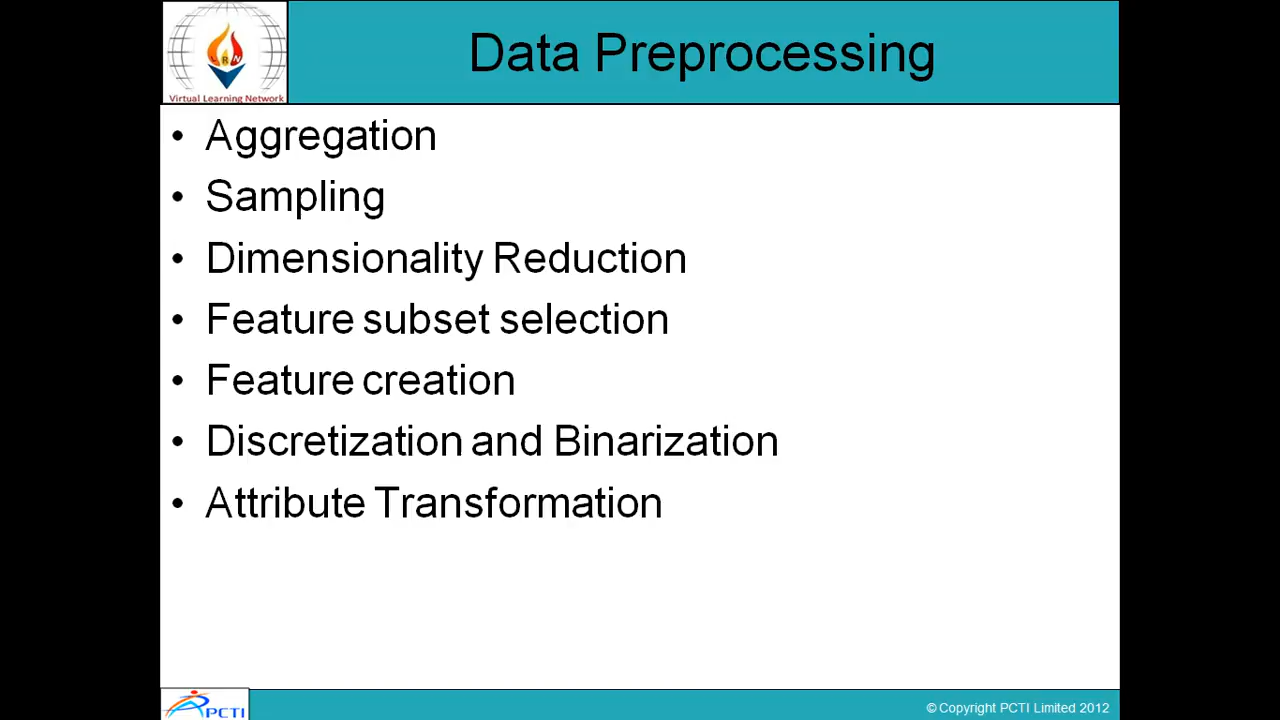 Data Preprocessing
LRN
Virtual Learning Network
• Aggregation
• Sampling
• Dimensionality Reduction
• Feature subset selection
• Feature creation
• Discretization and Binarization
• Attribute Transformation
PCTI
© Copyright PCTI Limited 2012